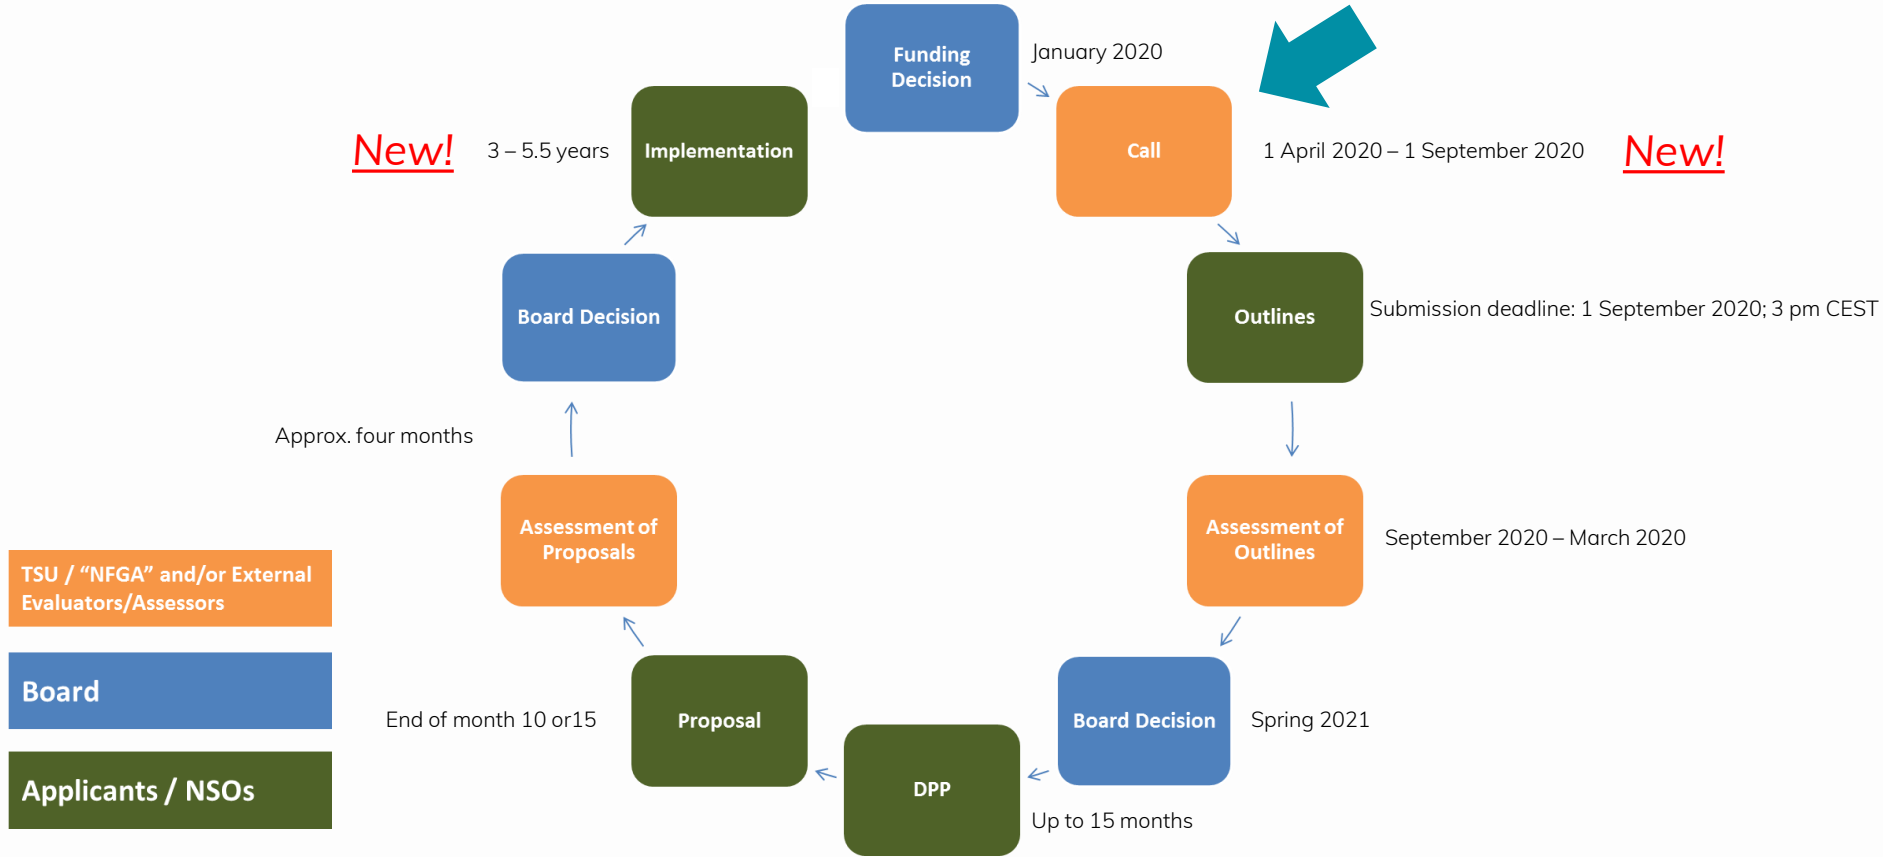 Funding
Decision
January 2020
Call
1 April 2020 – 1 September 2020
New!
Outlines
Submission deadline: 1 September 2020; 3 pm CEST
Assessment of
Outlines
September 2020 – March 2020
Board Decision
Spring 2021
DPP
Up to 15 months
Proposal
End of month 10 or15
Assessment of
Proposals
Approx. four months
Board Decision
Implementation
3 – 5.5 years
New!
TSU / “NFGA” and/or External
Evaluators/Assessors
Board
Applicants / NSOs